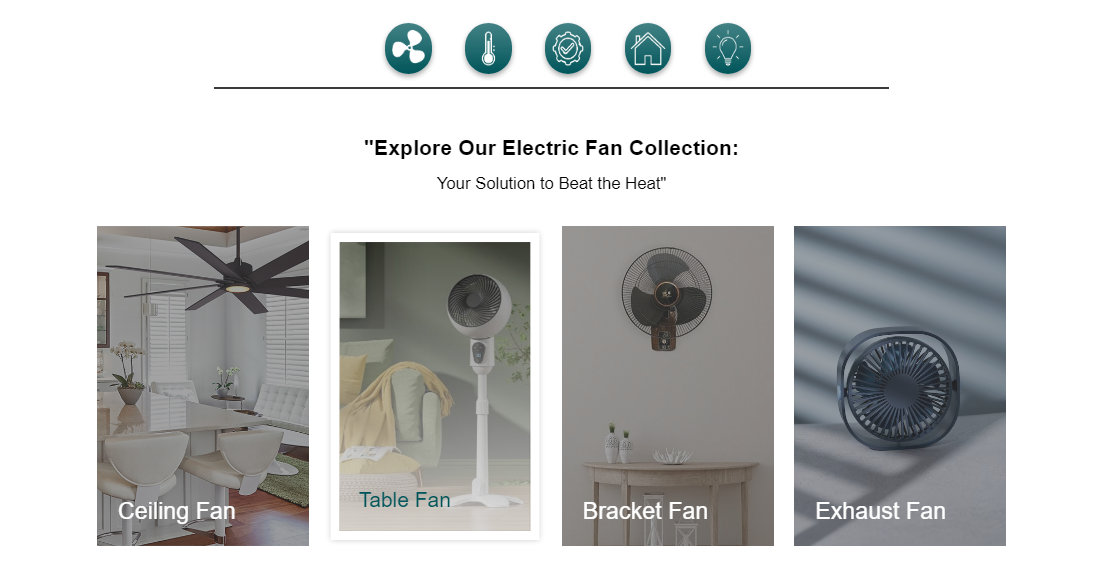 "Explore Our Electric Fan Collection:
Your Solution to Beat the Heat"
Ceiling Fan
Table Fan
Bracket Fan
Exhaust Fan